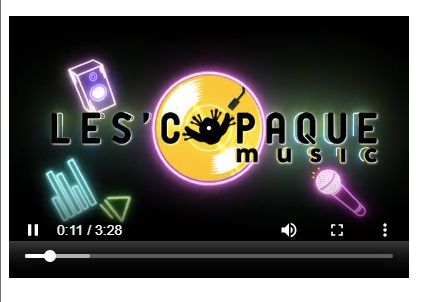 LES' COPAQUE
music
0:11 / 3:28